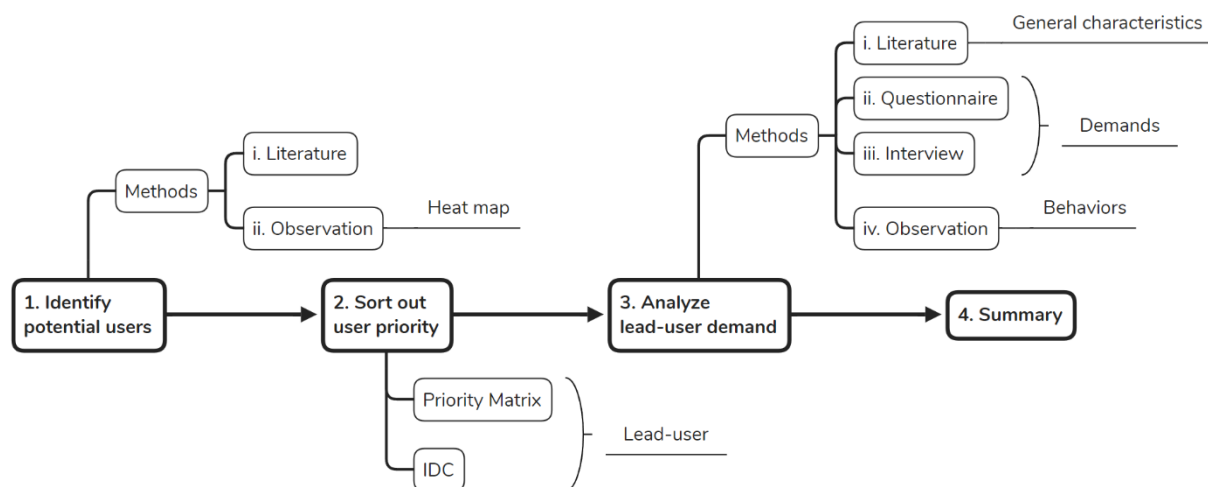 General characteristics
i. Literature
ii. Questionnaire
Methods
Demands
i. Literature
iii. Interview
Methods
Heat map
Behaviors
ii. Observation
iv. Observation
1. Identify
potential users
2. Sort out
user priority
3. Analyze
lead-user demand
4. Summary
Priority Matrix
Lead-user
IDC